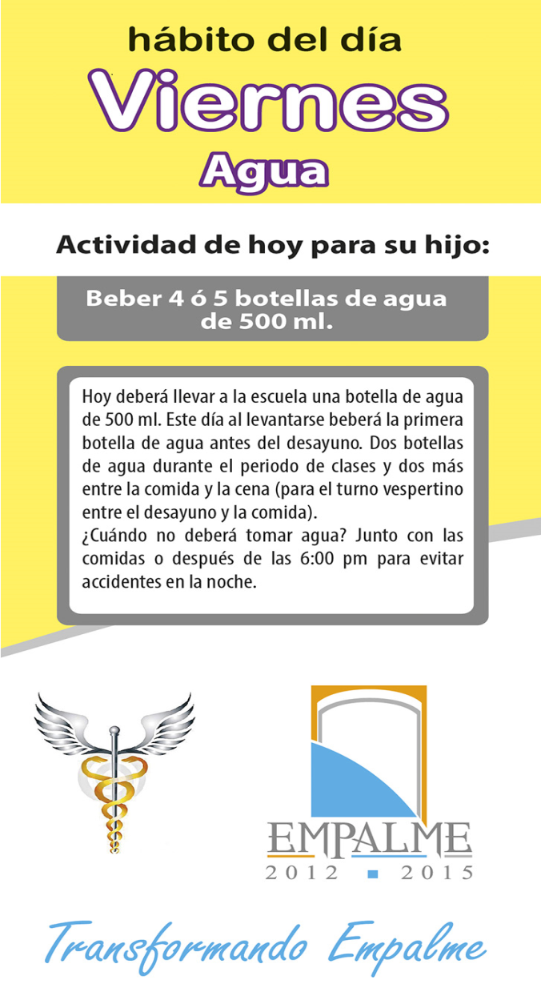 hábito del día
Viernes
Agua
Actividad de hoy para su hijo:
Beber 4 ó 5 botellas de agua
de 500 ml.
Hoy deberá llevar a la escuela una botella de agua
de 500 ml. Este día al levantarse beberá la primera
botella de agua antes del desayuno. Dos botellas
de agua durante el periodo de clases y dos más
entre la comida y la cena (para el turno vespertino
entre el desayuno y la comida).
¿Cuándo no deberá tomar agua? Junto con las
comidas o después de las 6:00 pm para evitar
accidentes en la noche.
EMPALME
2012 2015
Transformando Empalme